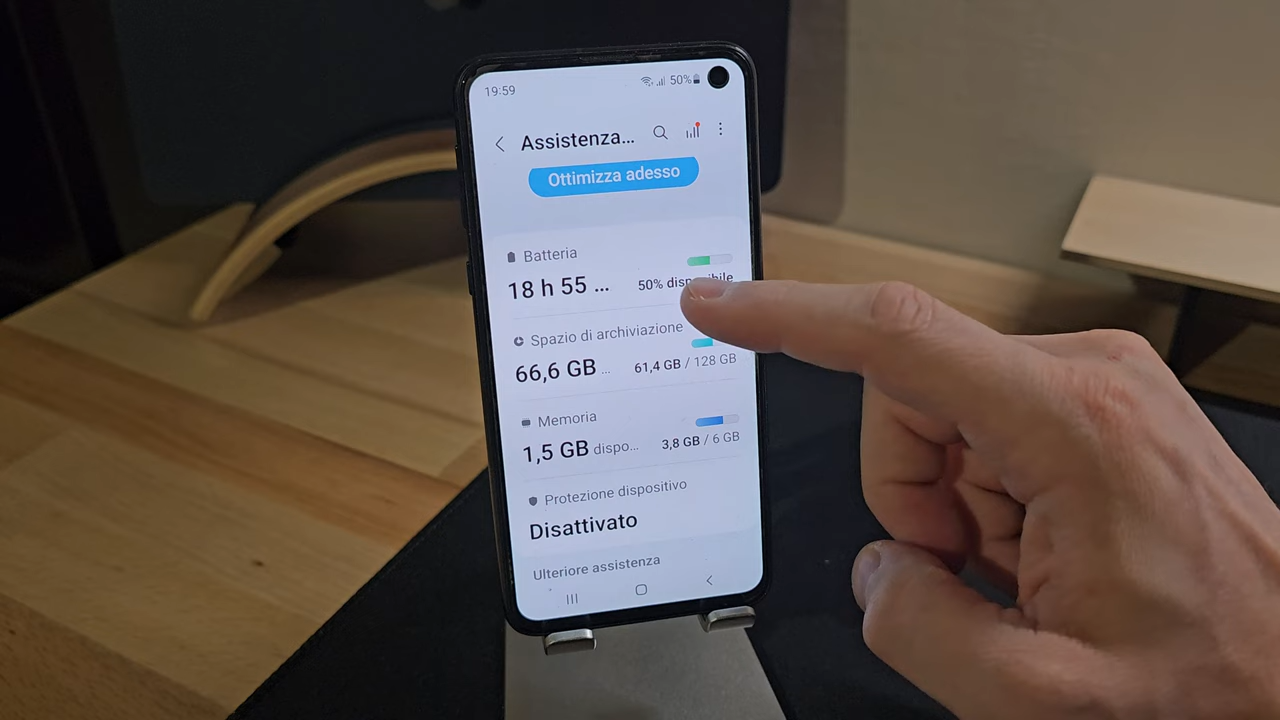 19:59 50%
Assistenza...
Ottimizza adesso
Batteria
18 h 55 ... 50%
Spazio di archiviazione
66,6 GB ... 61,4 GB / 128 GB
Memoria
1,5 GB dispo... 3,8 GB / 6 GB
Protezione dispositivo
Disattivato
Ulteriore assistenza